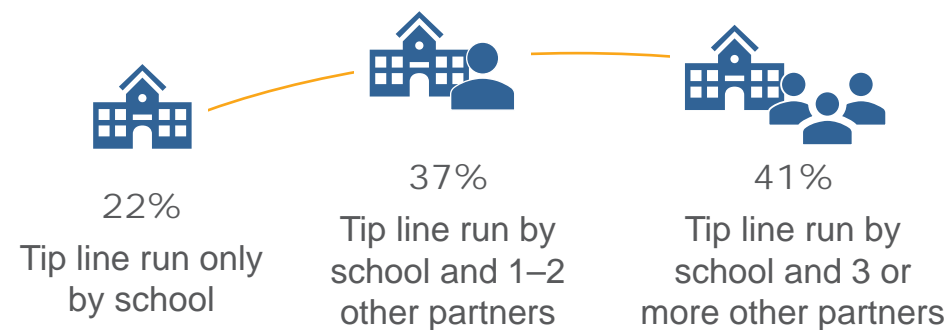 22%
Tip line run only
by school
37%
Tip line run by
school and 1–2
other partners
41%
Tip line run by
school and 3 or
more other partners